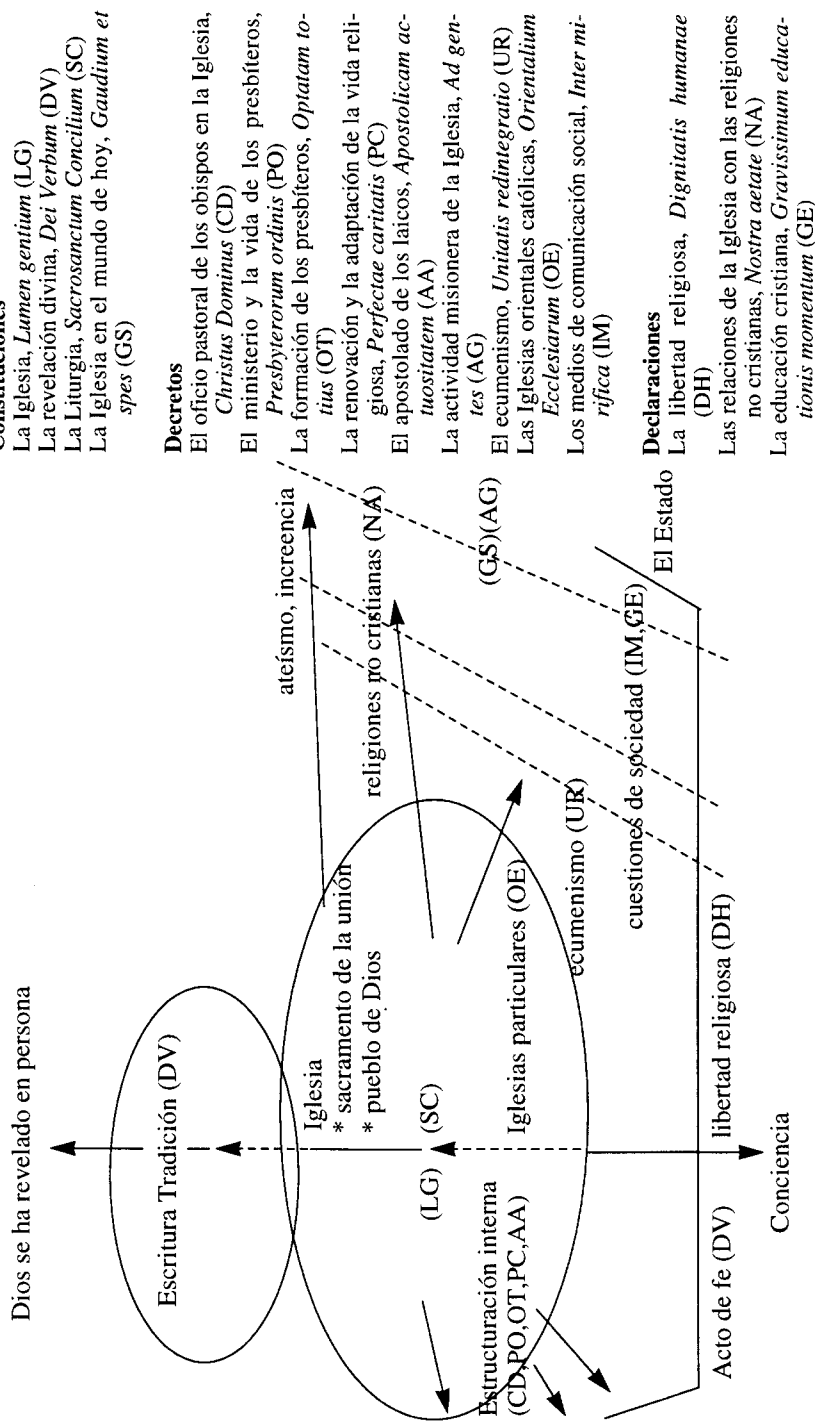 Dios se ha revelado en persona
Escritura Tradición (DV)
Iglesia
* sacramento de la unión
* pueblo de Dios
(LG) (SC)
Iglesias particulares (OE)
Estructuración interna
(CD,PO,OT,PC,AA)
ateísmo, increencia
religiones no cristianas (NA)
(GS)(AG)
ecumenismo (UR)
cuestiones de sociedad (IM,GE)
El Estado
Acto de fe (DV)
libertad religiosa (DH)
Conciencia
Constituciones
La Iglesia, Lumen gentium (LG)
La revelación divina, Dei Verbum (DV)
La Liturgia, Sacrosanctum Concilium (SC)
La Iglesia en el mundo de hoy, Gaudium et
spes (GS)
Decretos
El oficio pastoral de los obispos en la Iglesia,
Christus Dominus (CD)
El ministerio y la vida de los presbíteros,
Presbyterorum ordinis (PO)
La formación de los presbíteros, Optatam to-
tius (OT)
La renovación y la adaptación de la vida reli-
giosa, Perfectae caritatis (PC)
El apostolado de los laicos, Apostolicam ac-
tuositatem (AA)
La actividad misionera de la Iglesia, Ad gen-
tes (AG)
El ecumenismo, Unitatis redintegratio (UR)
Las Iglesias orientales católicas, Orientalium
Ecclesiarum (OE)
Los medios de comunicación social, Inter mi-
rifica (IM)
Declaraciones
La libertad religiosa, Dignitatis humanae
(DH)
Las relaciones de la Iglesia con las religiones
no cristianas, Nostra aetate (NA)
La educación cristiana, Gravissimum educa-
tionis momentum (GE)